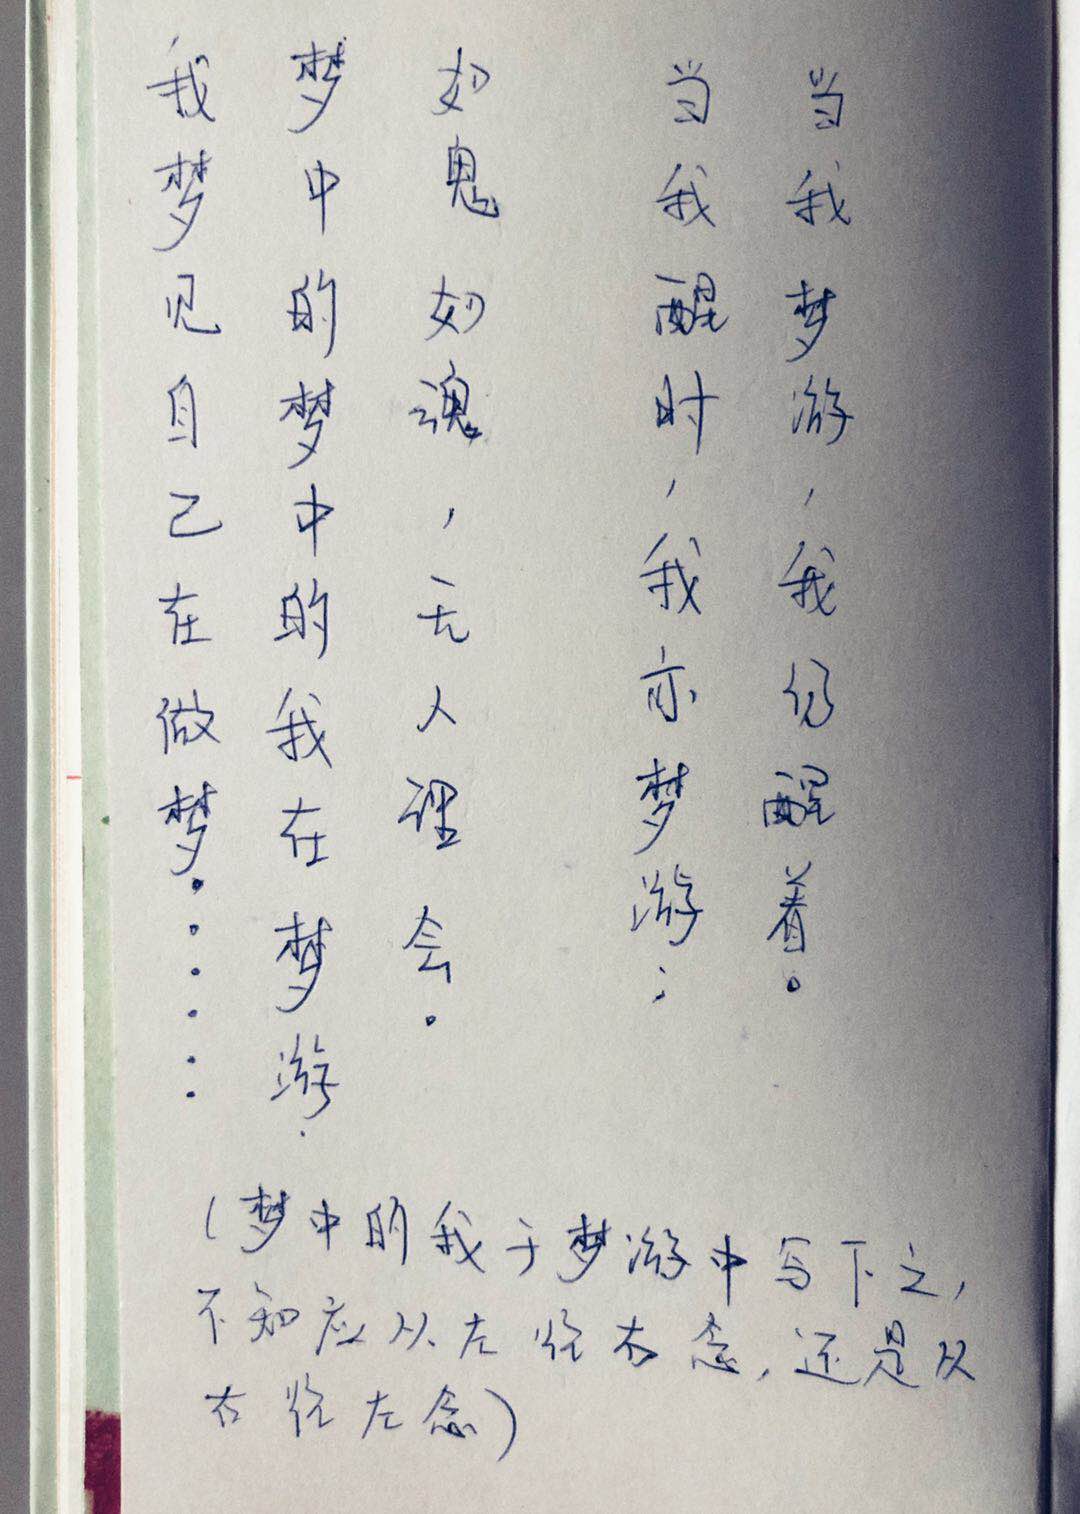 我梦见自己在做梦……
梦中的梦中的我在梦游.
如鬼如魂，无人理会。
当我醒时，我亦梦游；
当我梦游，我仍醒着。
（梦中的我于梦游中写下之，
不知应从左往右念，还是从
右往左念）